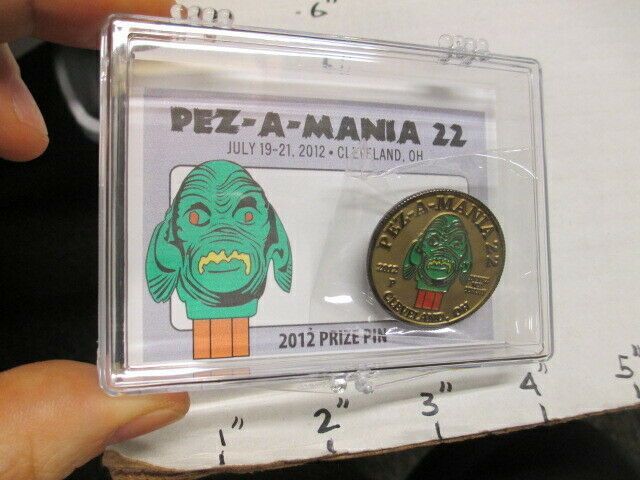 6"
PEZ-A-MANIA 22
JULY 19-21, 2012 • CLEVELAND, OH
2012 PRIZE PIN
PEZ-A-MANIA 22
2012
P
CLEVELAND, OH
1" 2" 3" 4" 5"